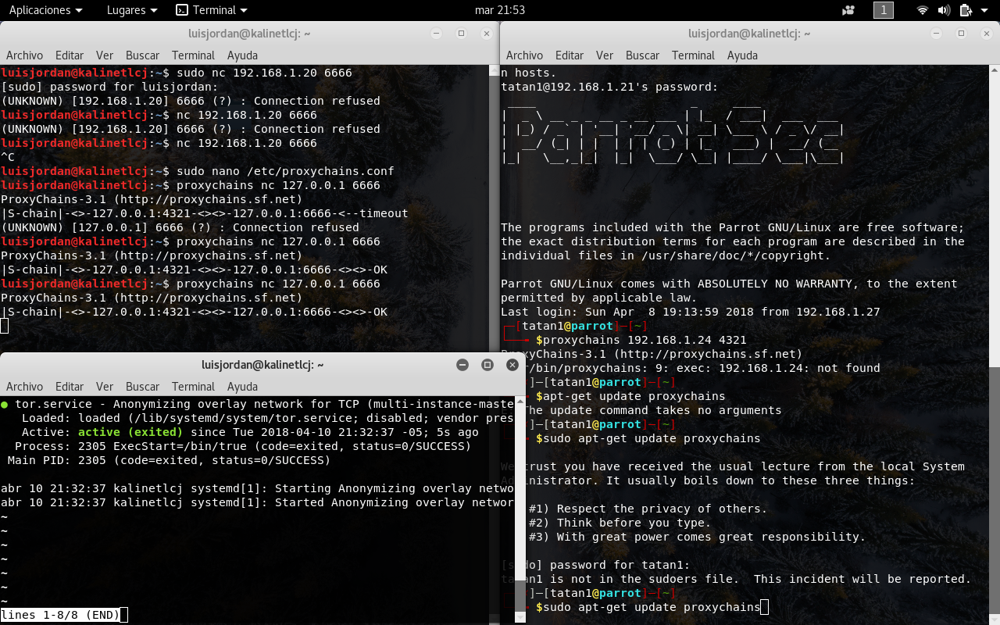 Aplicaciones Lugares Terminal mar 21:53 1
luisjordan@kalinetlcj: ~
Archivo Editar Ver Buscar Terminal Ayuda
luisjordan@kalinetlcj:~$ sudo nc 192.168.1.20 6666
[sudo] password for luisjordan:
(UNKNOWN) [192.168.1.20] 6666 (?) : Connection refused
luisjordan@kalinetlcj:~$ nc 192.168.1.20 6666
(UNKNOWN) [192.168.1.20] 6666 (?) : Connection refused
luisjordan@kalinetlcj:~$ nc 192.168.1.20 6666
^C
luisjordan@kalinetlcj:~$ sudo nano /etc/proxychains.conf
luisjordan@kalinetlcj:~$ proxychains nc 127.0.0.1 6666
ProxyChains-3.1 (http://proxychains.sf.net)
|S-chain|-<>-127.0.0.1:4321-<><>-127.0.0.1:6666-<--timeout
(UNKNOWN) [127.0.0.1] 6666 (?) : Connection refused
luisjordan@kalinetlcj:~$ proxychains nc 127.0.0.1 6666
ProxyChains-3.1 (http://proxychains.sf.net)
|S-chain|-<>-127.0.0.1:4321-<><>-127.0.0.1:6666-<><>-OK
luisjordan@kalinetlcj:~$ proxychains nc 127.0.0.1 6666
ProxyChains-3.1 (http://proxychains.sf.net)
|S-chain|-<>-127.0.0.1:4321-<><>-127.0.0.1:6666-<><>-OK
luisjordan@kalinetlcj: ~
Archivo Editar Ver Buscar Terminal Ayuda
● tor.service - Anonymizing overlay network for TCP (multi-instance-maste
Loaded: loaded (/lib/systemd/system/tor.service; disabled; vendor pres
Active: active (exited) since Tue 2018-04-10 21:32:37 -05; 5s ago
Process: 2305 ExecStart=/bin/true (code=exited, status=0/SUCCESS)
Main PID: 2305 (code=exited, status=0/SUCCESS)
abr 10 21:32:37 kalinetlcj systemd[1]: Starting Anonymizing overlay netwo
abr 10 21:32:37 kalinetlcj systemd[1]: Started Anonymizing overlay networ
~
~
~
~
~
~
~
lines 1-8/8 (END)
luisjordan@kalinetlcj: ~
Archivo Editar Ver Buscar Terminal Ayuda
n hosts.
tatan1@192.168.1.21's password:
ParrotSec
The programs included with the Parrot GNU/Linux are free software;
the exact distribution terms for each program are described in the
individual files in /usr/share/doc/*/copyright.
Parrot GNU/Linux comes with ABSOLUTELY NO WARRANTY, to the extent
permitted by applicable law.
Last login: Sun Apr  8 19:13:59 2018 from 192.168.1.27
┌─[tatan1@parrot]─[~]
└──╼ $proxychains 192.168.1.24 4321
ProxyChains-3.1 (http://proxychains.sf.net)
r/bin/proxychains: 9: exec: 192.168.1.24: not found
]─[tatan1@parrot]─[~]
$apt-get update proxychains
The update command takes no arguments
]─[tatan1@parrot]─[~]
$sudo apt-get update proxychains
We trust you have received the usual lecture from the local System
Administrator. It usually boils down to these three things:
#1) Respect the privacy of others.
#2) Think before you type.
#3) With great power comes great responsibility.
[sudo] password for tatan1:
tatan1 is not in the sudoers file.  This incident will be reported.
]─[tatan1@parrot]─[~]
$sudo apt-get update proxychains